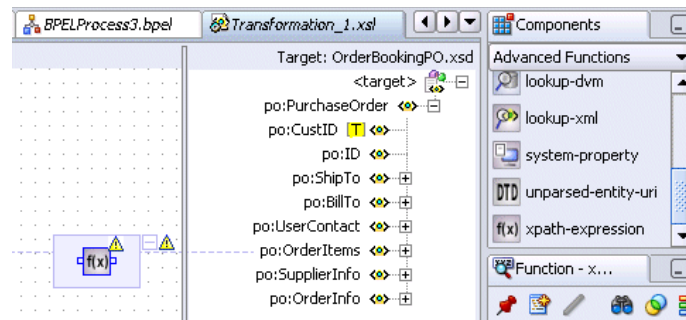 BPELProcess3.bpel
Transformation_1.xsl
Components
Target: OrderBookingPO.xsd
Advanced Functions
<target>
po:PurchaseOrder
po:CustID T
po:ID
po:ShipTo
po:BillTo
po:UserContact
po:OrderItems
po:SupplierInfo
po:OrderInfo
f(x)
lookup-dvm
lookup-xml
system-property
DTD unparsed-entity-uri
f(x) xpath-expression
Function - x...